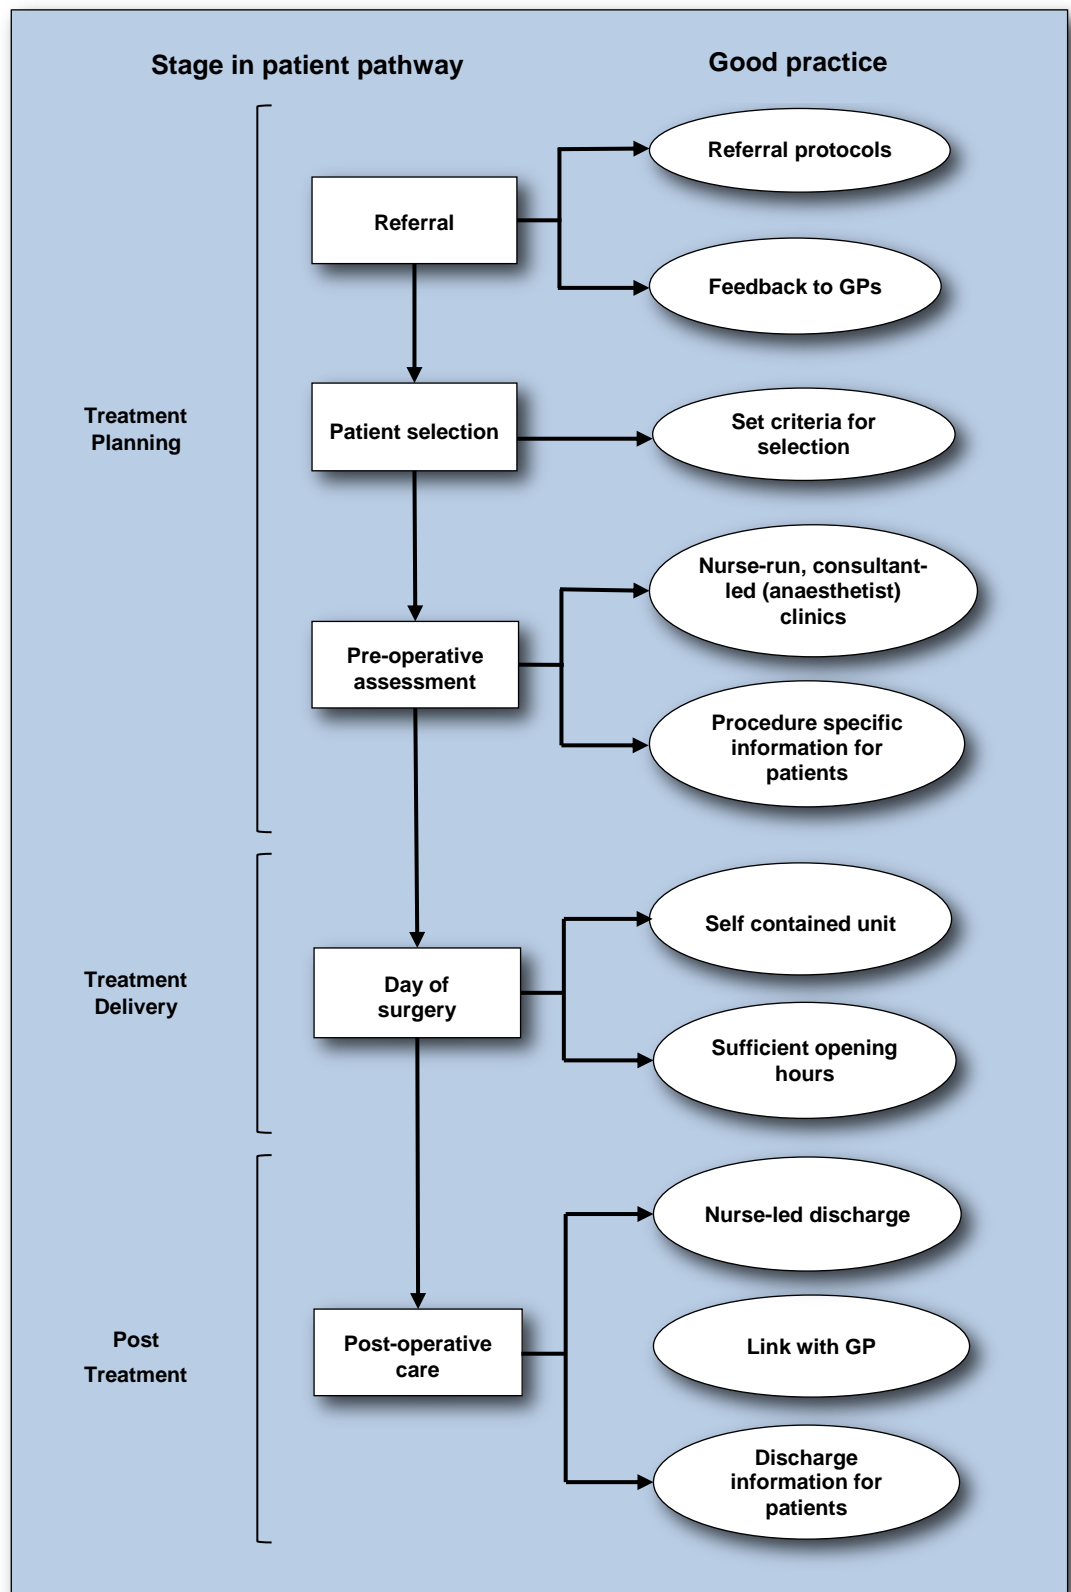 Stage in patient pathway
Good practice
Referral protocols
Referral
Feedback to GPs
Treatment
Planning
Patient selection
Set criteria for
selection
Nurse-run, consultant-
led (anaesthetist)
clinics
Pre-operative
assessment
Procedure specific
information for
patients
Self contained unit
Treatment
Delivery
Day of
surgery
Sufficient opening
hours
Nurse-led discharge
Post
Treatment
Post-operative
care
Link with GP
Discharge
information for
patients